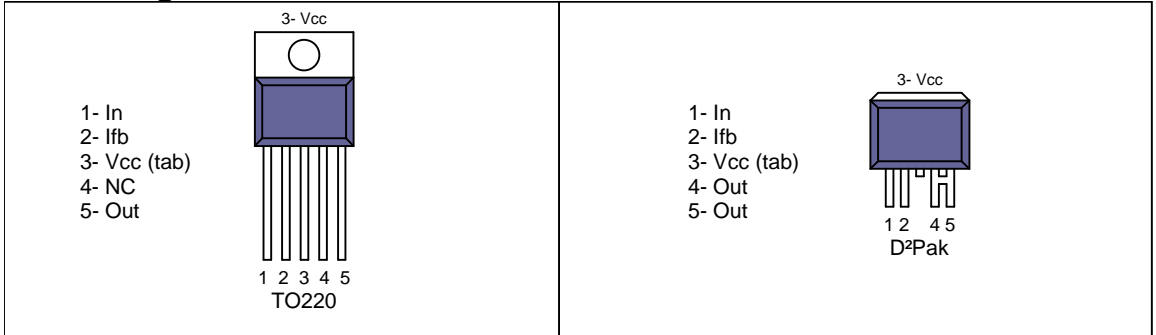 3- Vcc
1- In
2- Ifb
3- Vcc (tab)
4- NC
5- Out
1 2 3 4 5
TO220
3- Vcc
1- In
2- Ifb
3- Vcc (tab)
4- Out
5- Out
1 2 4 5
D²Pak